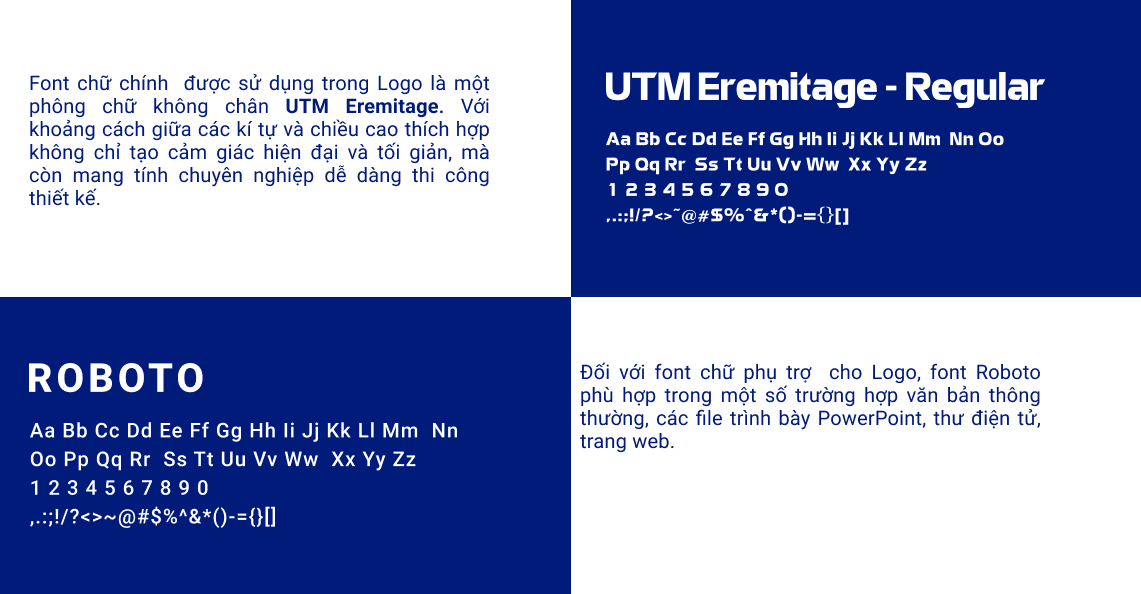 Font chữ chính  được sử dụng trong Logo là một
phông chữ không chân UTM Eremitage. Với
khoảng cách giữa các kí tự và chiều cao thích hợp
không chỉ tạo cảm giác hiện đại và tối giản, mà
còn mang tính chuyên nghiệp dễ dàng thi công
thiết kế.
UTM Eremitage - Regular
Aa Bb Cc Dd Ee Ff Gg Hh Ii Jj Kk Ll Mm  Nn Oo
Pp Qq Rr  Ss Tt Uu Vv Ww  Xx Yy Zz
1 2 3 4 5 6 7 8 9 0
,.:;!/?<>~@#$%^&*()-={}[]
ROBOTO
Aa Bb Cc Dd Ee Ff Gg Hh Ii Jj Kk Ll Mm  Nn
Oo Pp Qq Rr  Ss Tt Uu Vv Ww  Xx Yy Zz
1 2 3 4 5 6 7 8 9 0
,.:;!/?<>~@#$%^&*()-={}[]
Đối với font chữ phụ trợ  cho Logo, font Roboto
phù hợp trong một số trường hợp văn bản thông
thường, các file trình bày PowerPoint, thư điện tử,
trang web.